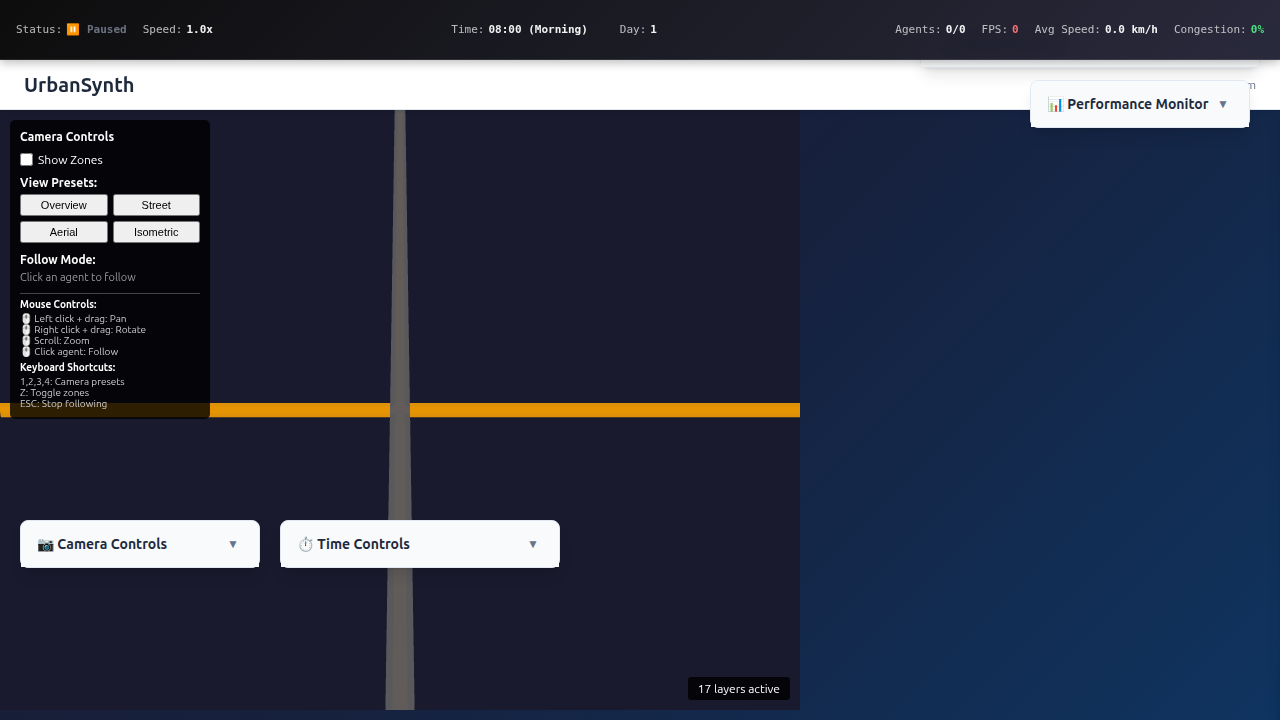 Status: ⏸️ Paused Speed: 1.0x Time: 08:00 (Morning) Day: 1 Agents: 0/0 FPS: 0 Avg Speed: 0.0 km/h Congestion: 0%
UrbanSynth
📊 Performance Monitor ▼
Camera Controls
Show Zones
View Presets:
Overview Street
Aerial Isometric
Follow Mode:
Click an agent to follow
Mouse Controls:
🖱️ Left click + drag: Pan
🖱️ Right click + drag: Rotate
🖱️ Scroll: Zoom
🖱️ Click agent: Follow
Keyboard Shortcuts:
1,2,3,4: Camera presets
Z: Toggle zones
ESC: Stop following
📷 Camera Controls ▼
⏱️ Time Controls ▼
17 layers active